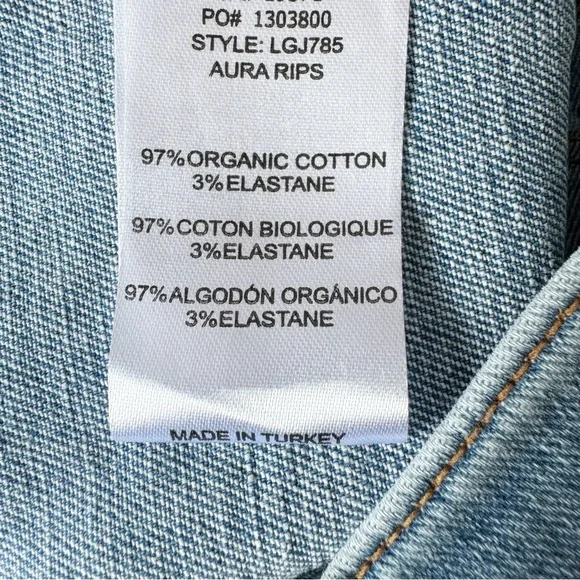 PO# 1303800
STYLE: LGJ785
AURA RIPS
97%ORGANIC COTTON
3%ELASTANE
97%COTON BIOLOGIQUE
3%ELASTANE
97%ALGODÓN ORGÁNICO
3%ELASTANE
MADE IN TURKEY